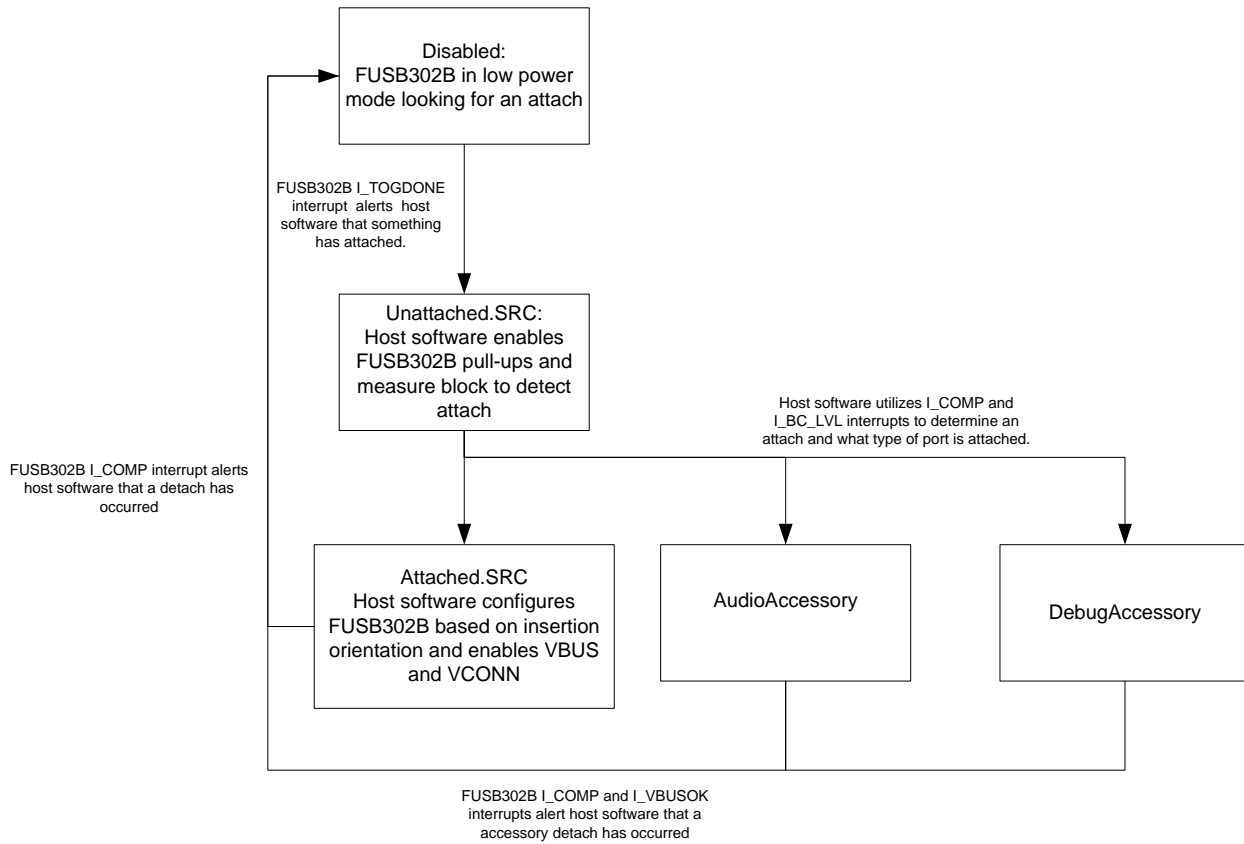 Disabled:
FUSB302B in low power
mode looking for an attach
FUSB302B I_TOGDONE
interrupt alerts host
software that something
has attached.
Unattached.SRC:
Host software enables
FUSB302B pull-ups and
measure block to detect
attach
Host software utilizes I_COMP and
I_BC_LVL interrupts to determine an
attach and what type of port is attached.
FUSB302B I_COMP interrupt alerts
host software that a detach has
occurred
Attached.SRC
Host software configures
FUSB302B based on insertion
orientation and enables VBUS
and VCONN
AudioAccessory
DebugAccessory
FUSB302B I_COMP and I_VBUSOK
interrupts alert host software that a
accessory detach has occurred